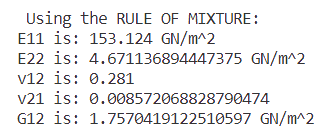 Using the RULE OF MIXTURE:
E11 is: 153.124 GN/m^2
E22 is: 4.671136894447375 GN/m^2
v12 is: 0.281
v21 is: 0.008572068828790474
G12 is: 1.7570419122510597 GN/m^2